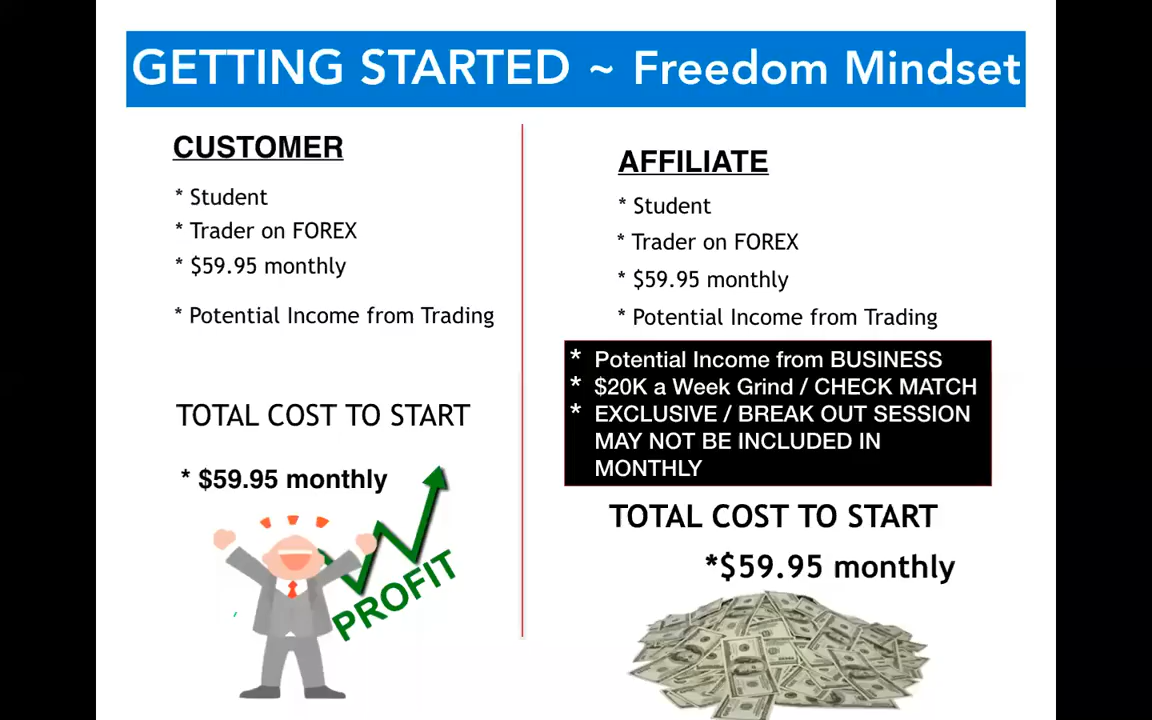 GETTING STARTED ~ Freedom Mindset
CUSTOMER
* Student
* Trader on FOREX
* $59.95 monthly
* Potential Income from Trading
TOTAL COST TO START
* $59.95 monthly
PROFIT
AFFILIATE
* Student
* Trader on FOREX
* $59.95 monthly
* Potential Income from Trading
* Potential Income from BUSINESS
* $20K a Week Grind / CHECK MATCH
* EXCLUSIVE / BREAK OUT SESSION
MAY NOT BE INCLUDED IN
MONTHLY
TOTAL COST TO START
*$59.95 monthly